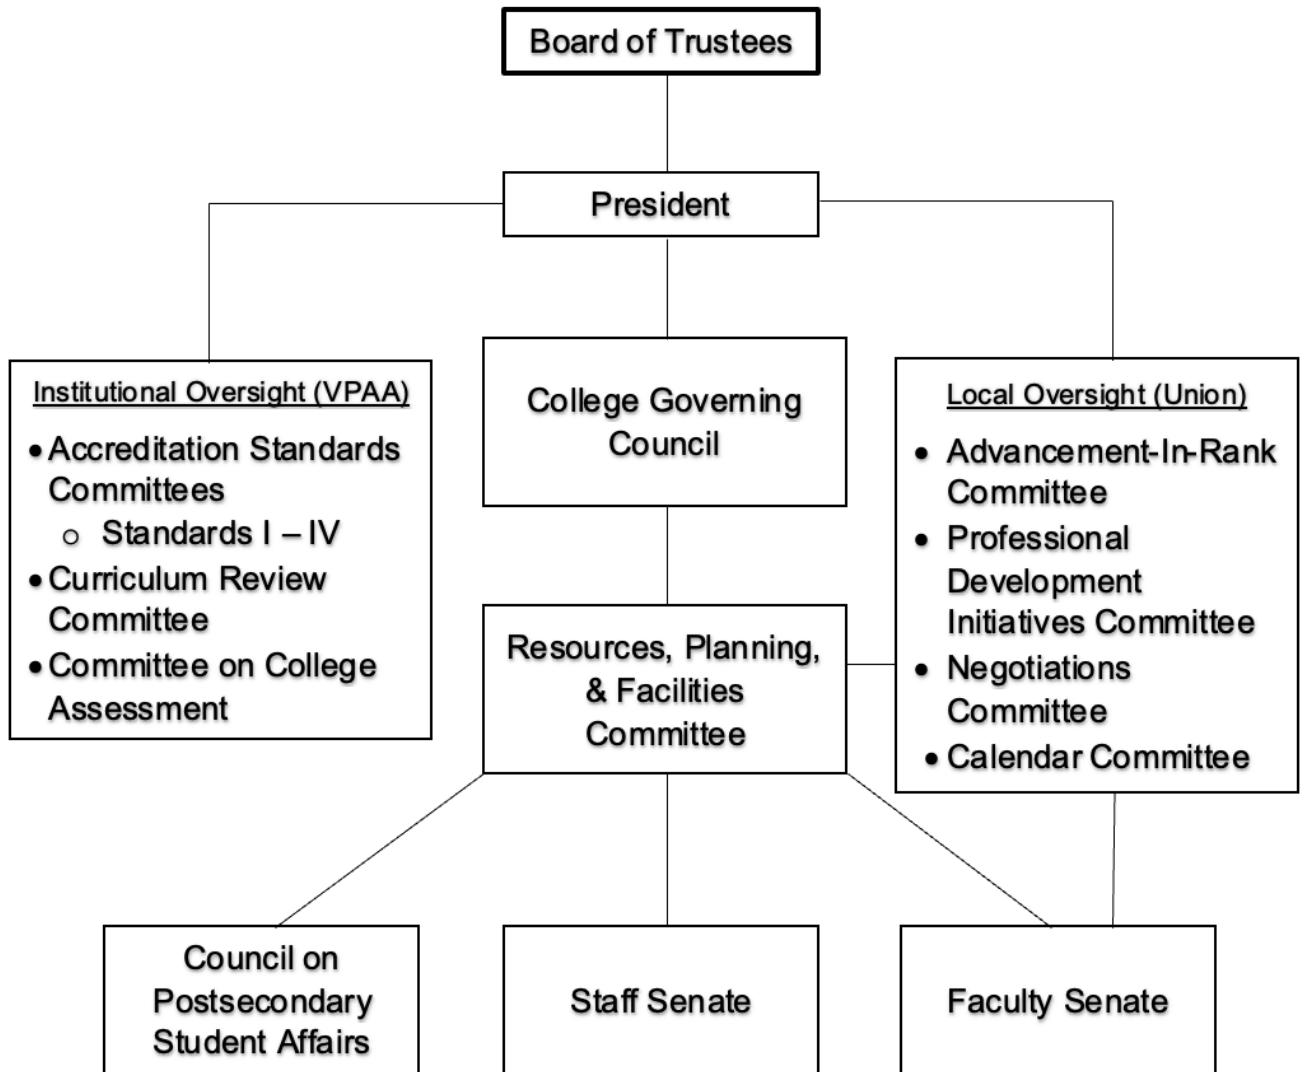 Board of Trustees
President
Institutional Oversight (VPAA)
• Accreditation Standards
Committees
o Standards I – IV
• Curriculum Review
Committee
• Committee on College
Assessment
College Governing
Council
Resources, Planning,
& Facilities
Committee
Local Oversight (Union)
• Advancement-In-Rank
Committee
• Professional
Development
Initiatives Committee
• Negotiations
Committee
• Calendar Committee
Council on
Postsecondary
Student Affairs
Staff Senate
Faculty Senate